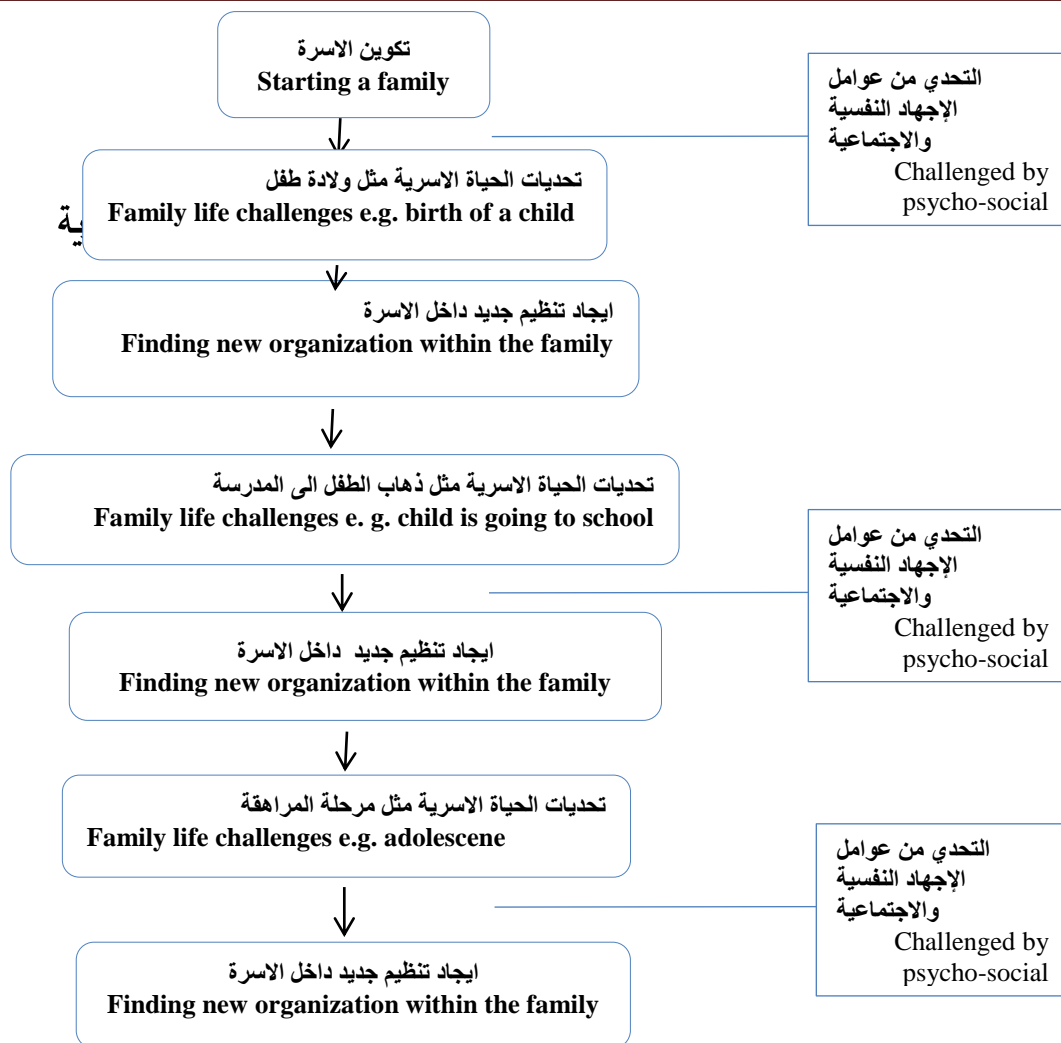 تكوين الاسرة
Starting a family
التحدي من عوامل
الإجهاد النفسية
والاجتماعية
Challenged by
psycho-social
تحديات الحياة الاسرية مثل ولادة طفل
Family life challenges e.g. birth of a child
ايجاد تنظيم جديد داخل الاسرة
Finding new organization within the family
تحديات الحياة الاسرية مثل ذهاب الطفل الى المدرسة
Family life challenges e. g. child is going to school
التحدي من عوامل
الإجهاد النفسية
والاجتماعية
Challenged by
psycho-social
ايجاد تنظيم جديد داخل الاسرة
Finding new organization within the family
تحديات الحياة الاسرية مثل مرحلة المراهقة
Family life challenges e.g. adolescene
التحدي من عوامل
الإجهاد النفسية
والاجتماعية
Challenged by
psycho-social
ايجاد تنظيم جديد داخل الاسرة
Finding new organization within the family